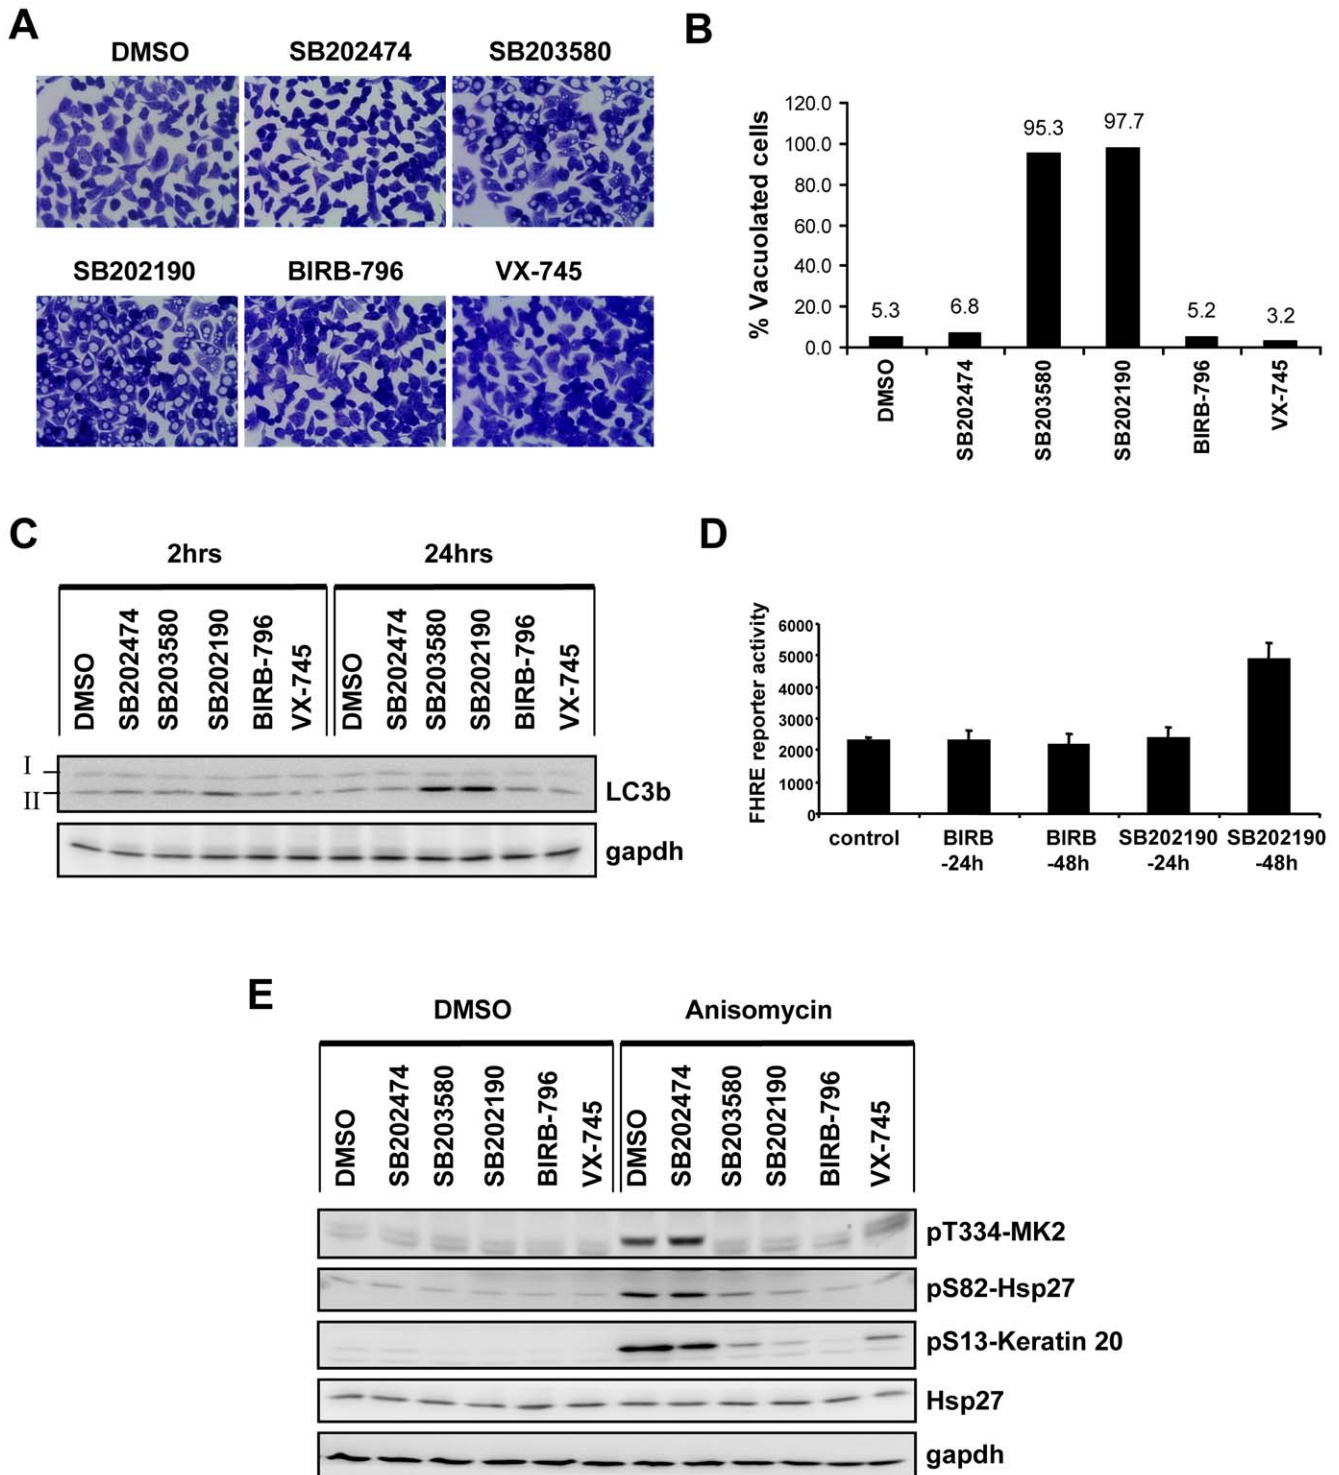 A
DMSO SB202474 SB203580
SB202190 BIRB-796 VX-745
B
% Vacuolated cells
120.0
100.0
80.0
60.0
40.0
20.0
0.0
5.3 6.8 95.3 97.7 5.2 3.2
DMSO SB202474 SB203580 SB202190 BIRB-796 VX-745
C
2hrs 24hrs
DMSO SB202474 SB203580 SB202190 BIRB-796 VX-745 DMSO SB202474 SB203580 SB202190 BIRB-796 VX-745
I
II
LC3b
gapdh
D
FHRE reporter activity
6000
5000
4000
3000
2000
1000
0
control BIRB BIRB SB202190 SB202190
-24h -48h -24h -48h
E
DMSO Anisomycin
DMSO SB202474 SB203580 SB202190 BIRB-796 VX-745 DMSO SB202474 SB203580 SB202190 BIRB-796 VX-745
pT334-MK2
pS82-Hsp27
pS13-Keratin 20
Hsp27
gapdh